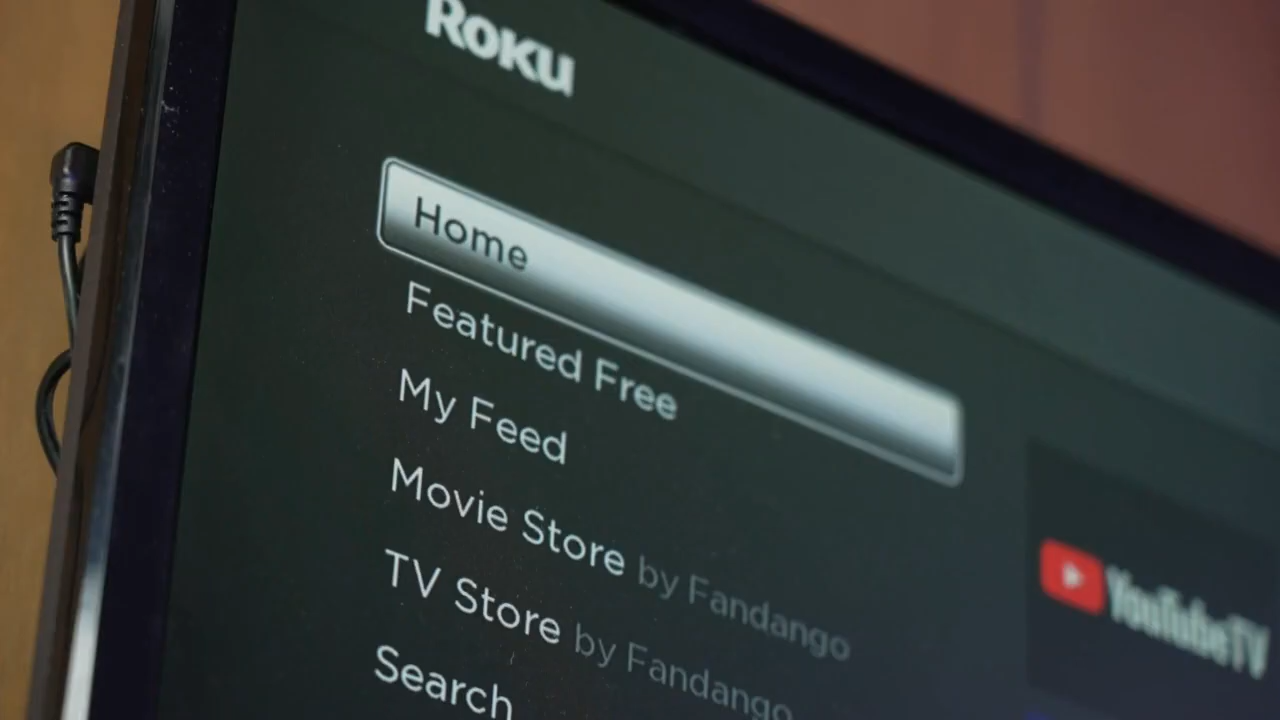 Roku
Home
Featured Free
My Feed
Movie Store by Fandango
TV Store by Fandango
Search
YouTubeTV